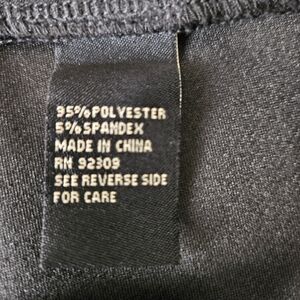 95% POLYESTER
5% SPANDEX
MADE IN CHINA
RN 92309
SEE REVERSE SIDE
FOR CARE